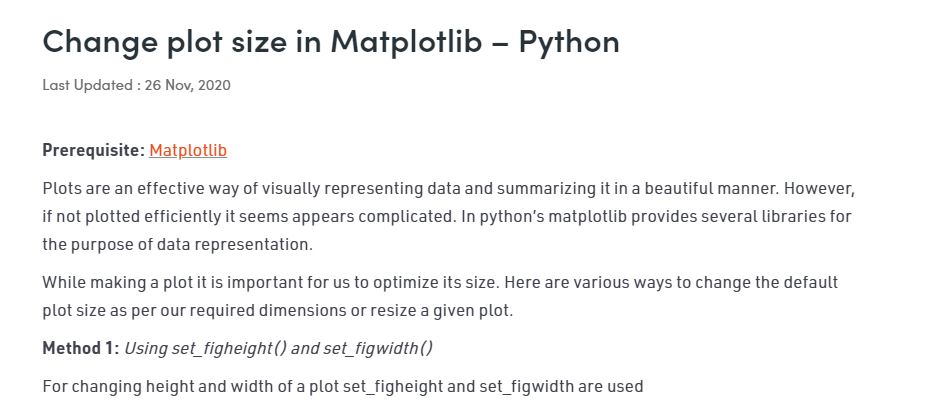 Change plot size in Matplotlib – Python
Last Updated : 26 Nov, 2020
Prerequisite: Matplotlib
Plots are an effective way of visually representing data and summarizing it in a beautiful manner. However,
if not plotted efficiently it seems appears complicated. In python’s matplotlib provides several libraries for
the purpose of data representation.
While making a plot it is important for us to optimize its size. Here are various ways to change the default
plot size as per our required dimensions or resize a given plot.
Method 1: Using set_figheight() and set_figwidth()
For changing height and width of a plot set_figheight and set_figwidth are used